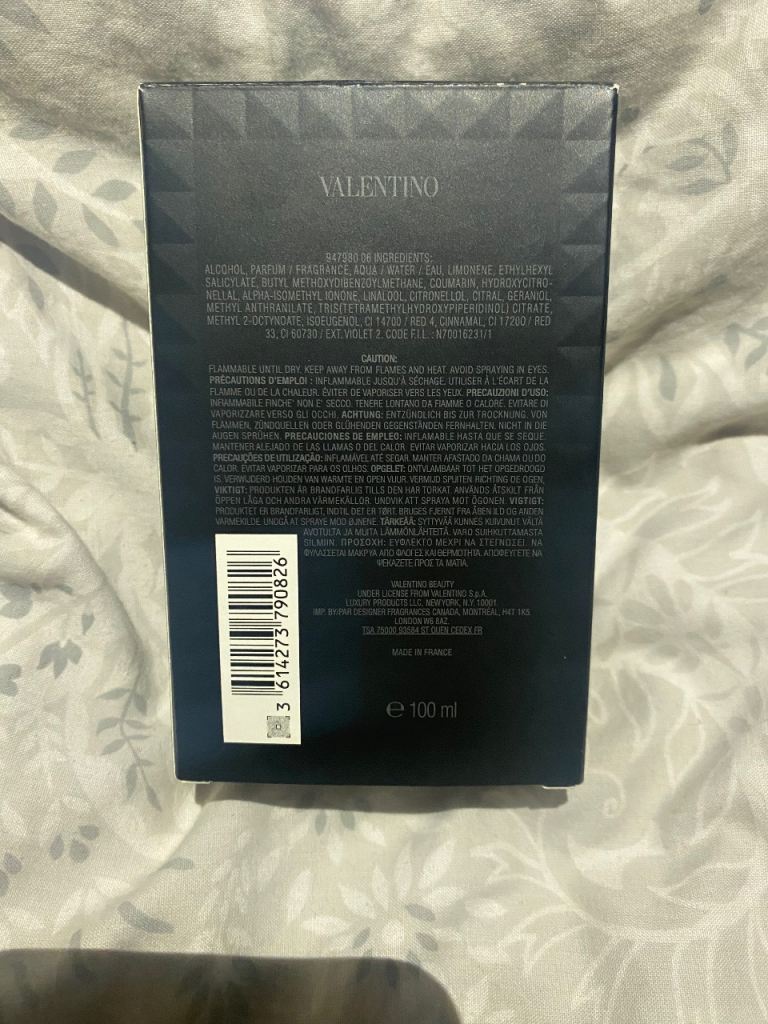 VALENTINO
947980 06 INGREDIENTS:
ALCOHOL, PARFUM / FRAGRANCE, AQUA / WATER / EAU, LIMONENE, ETHYLHEXYL
SALICYLATE, BUTYL METHOXYDIBENZOYLMETHANE, COUMARIN, HYDROXYCITRO-
NELLAL, ALPHA-ISOMETHYL IONONE, LINALOOL, CITRONELLOL, CITRAL, GERANIOL,
METHYL ANTHRANILATE, TRIS(TETRAMETHYLHYDROXYPIPERIDINOL) CITRATE,
METHYL 2-OCTYNOATE, ISOEUGENOL, CI 14700 / RED 4, CINNAMAL, CI 17200 / RED
33, CI 60730 / EXT. VIOLET 2. CODE F.I.L. : N70016231/1
CAUTION:
FLAMMABLE UNTIL DRY. KEEP AWAY FROM FLAMES AND HEAT. AVOID SPRAYING IN EYES.
PRÉCAUTIONS D'EMPLOI : INFLAMMABLE JUSQU'À SÉCHAGE. UTILISER À L'ÉCART DE LA
FLAMME OU DE LA CHALEUR. ÉVITER DE VAPORISER VERS LES YEUX. PRECAUZIONI D'USO:
INFIAMMABILE FINCHE' NON E' SECCO. TENERE LONTANO DA FIAMME O CALORE. EVITARE DI
VAPORIZZARE VERSO GLI OCCHI. ACHTUNG: ENTZÜNDLICH BIS ZUR TROCKNUNG. VON
FLAMMEN, ZÜNDQUELLEN ODER GLÜHENDEN GEGENSTÄNDEN FERNHALTEN. NICHT IN DIE
AUGEN SPRÜHEN. PRECAUCIONES DE EMPLEO: INFLAMABLE HASTA QUE SE SEQUE.
MANTENER ALEJADO DE LAS LLAMAS O DEL CALOR. EVITAR VAPORIZAR HACIA LOS OJOS.
PRECAUÇÕES DE UTILIZAÇÃO: INFLAMÁVEL ATÉ SEGAR. MANTER AFASTADO DA CHAMA OU DO
CALOR. EVITAR VAPORIZAR PARA OS OLHOS. OPGELET: ONTVLAMBAAR TOT HET OPGEDROOGD
IS. VERWIJDERD HOUDEN VAN WARMTE EN OPEN VUUR. VERMIJD SPUITEN RICHTING DE OGEN.
VIKTIGT: PRODUKTEN ÄR BRANDFARLIG TILLS DEN HAR TORKAT. ANVÄNDS ÅTSKILT FRÅN
ÖPPEN LÅGA OCH ANDRA VÄRMEKÄLLOR. UNDVIK ATT SPRAYA MOT ÖGONEN. VIGTIGT:
PRODUKTET ER BRANDFARLIGT, INDTIL DET ER TØRT. BRUGES FJERNT FRA ÅBEN ILD OG ANDEN
VARMEKILDE. UNDGÅ AT SPRAYE MOD ØJNENE. TÄRKEÄÄ: SYTTYVÄÄ KUNNES KUIVUNUT. VÄLTÄ
AVOTULTA JA MUITA LÄMMÖNLÄHTEITÄ. VARO SUIHKUTTAMASTA
SILMIIN. ΠΡΟΣΟΧΗ: ΕΥΦΛΕΚΤΟ ΜΕΧΡΙ ΝΑ ΣΤΕΓΝΩΣΕΙ. ΝΑ
ΦΥΛΑΣΣΕΤΑΙ ΜΑΚΡΥΑ ΑΠΟ ΦΛΟΓΕΣ ΚΑΙ ΘΕΡΜΟΤΗΤΑ. ΑΠΟΦΕΥΓΕΤΕ ΝΑ
ΨΕΚΑΖΕΤΕ ΠΡΟΣ ΤΑ ΜΑΤΙΑ.
VALENTINO BEAUTY
UNDER LICENSE FROM VALENTINO S.p.A.
LUXURY PRODUCTS LLC, NEW YORK, N.Y. 10001
IMP. BY/PAR DESIGNER FRAGRANCES CANADA, MONTRÉAL, H4T 1K5.
LONDON W6 8AZ.
TSA 75000 93584 ST OUEN CEDEX FR
MADE IN FRANCE
℮ 100 ml
3 614273 790826